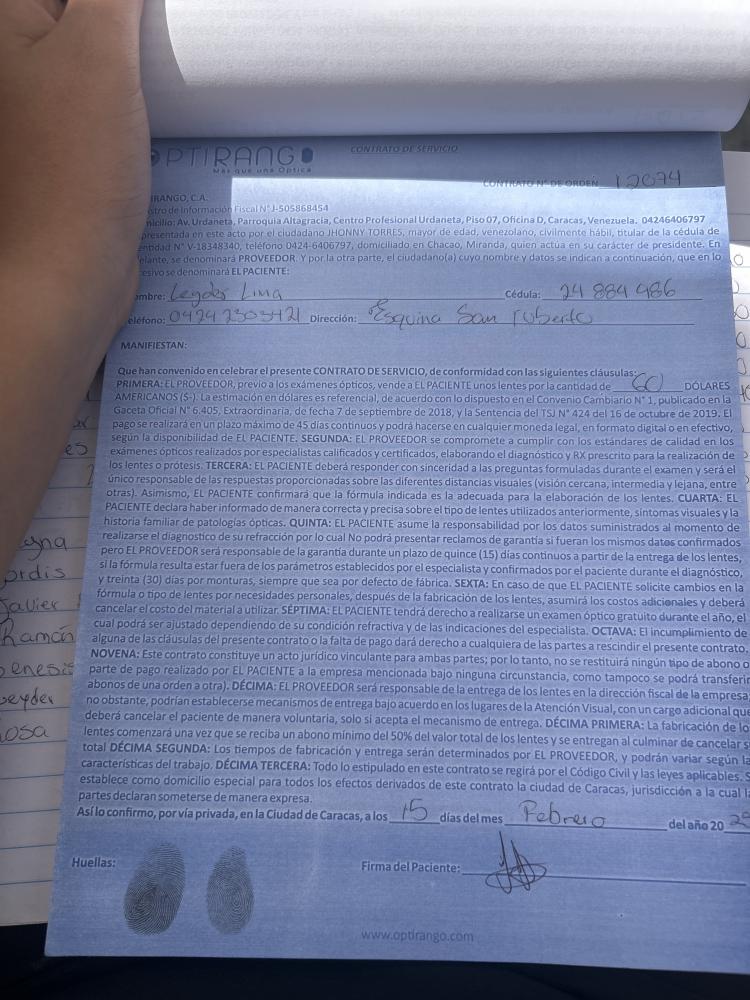 OPTIRANGO
CONTRATO DE SERVICIO
Más que una Óptica
CONTRATO N° DE ORDEN 12074
IRANGO, C.A.
stro de Información Fiscal N° J-505868454
nicilio: Av. Urdaneta, Parroquia Altagracia, Centro Profesional Urdaneta, Piso 07, Oficina D, Caracas, Venezuela. 04246406797
presentada en este acto por el ciudadano JHONNY TORRES, mayor de edad, venezolano, civilmente hábil, titular de la cédula de
entidad N° V-18348340, teléfono 0424-6406797, domiciliado en Chacao, Miranda, quien actúa en su carácter de presidente. En
elante, se denominará PROVEEDOR. Y por la otra parte, el ciudadano(a) cuyo nombre y datos se indican a continuación, que en lo
cesivo se denominará EL PACIENTE:
ombre: Leyder Lima Cédula: 24 884 486
eléfono: 0424 2303421 Dirección: Esquina San ruberto
MANIFIESTAN:
Que han convenido en celebrar el presente CONTRATO DE SERVICIO, de conformidad con las siguientes cláusulas:
PRIMERA: EL PROVEEDOR, previo a los exámenes ópticos, vende a EL PACIENTE unos lentes por la cantidad de 60 DÓLARES
AMERICANOS ($-). La estimación en dólares es referencial, de acuerdo con lo dispuesto en el Convenio Cambiario N° 1, publicado en la
Gaceta Oficial N° 6.405, Extraordinaria, de fecha 7 de septiembre de 2018, y la Sentencia del TSJ N° 424 del 16 de octubre de 2019. El
pago se realizará en un plazo máximo de 45 días continuos y podrá hacerse en cualquier moneda legal, en formato digital o en efectivo,
según la disponibilidad de EL PACIENTE. SEGUNDA: EL PROVEEDOR se compromete a cumplir con los estándares de calidad en los
exámenes ópticos realizados por especialistas calificados y certificados, elaborando el diagnóstico y RX prescrito para la realización de
los lentes o prótesis. TERCERA: EL PACIENTE deberá responder con sinceridad a las preguntas formuladas durante el examen y será el
único responsable de las respuestas proporcionadas sobre las diferentes distancias visuales (visión cercana, intermedia y lejana, entre
otras). Asimismo, EL PACIENTE confirmará que la fórmula indicada es la adecuada para la elaboración de los lentes. CUARTA: EL
PACIENTE declara haber informado de manera correcta y precisa sobre el tipo de lentes utilizados anteriormente, síntomas visuales y la
historia familiar de patologías ópticas. QUINTA: EL PACIENTE asume la responsabilidad por los datos suministrados al momento de
realizarse el diagnostico de su refracción por lo cual No podrá presentar reclamos de garantía si fueran los mismos datos confirmados
pero EL PROVEEDOR será responsable de la garantía durante un plazo de quince (15) días continuos a partir de la entrega de los lentes,
si la fórmula resulta estar fuera de los parámetros establecidos por el especialista y confirmados por el paciente durante el diagnóstico,
y treinta (30) días por monturas, siempre que sea por defecto de fábrica. SEXTA: En caso de que EL PACIENTE solicite cambios en la
fórmula o tipo de lentes por necesidades personales, después de la fabricación de los lentes, asumirá los costos adicionales y deberá
cancelar el costo del material a utilizar. SÉPTIMA: EL PACIENTE tendrá derecho a realizarse un examen óptico gratuito durante el año, el
cual podrá ser ajustado dependiendo de su condición refractiva y de las indicaciones del especialista. OCTAVA: El incumplimiento de
alguna de las cláusulas del presente contrato o la falta de pago dará derecho a cualquiera de las partes a rescindir el presente contrato.
NOVENA: Este contrato constituye un acto jurídico vinculante para ambas partes; por lo tanto, no se restituirá ningún tipo de abono o
parte de pago realizado por EL PACIENTE a la empresa mencionada bajo ninguna circunstancia, como tampoco se podrá transferir
abonos de una orden a otra). DÉCIMA: EL PROVEEDOR será responsable de la entrega de los lentes en la dirección fiscal de la empresa,
no obstante, podrían establecerse mecanismos de entrega bajo acuerdo en los lugares de la Atención Visual, con un cargo adicional que
deberá cancelar el paciente de manera voluntaria, solo si acepta el mecanismo de entrega. DÉCIMA PRIMERA: La fabricación de lo
lentes comenzará una vez que se reciba un abono mínimo del 50% del valor total de los lentes y se entregan al culminar de cancelar s
total DÉCIMA SEGUNDA: Los tiempos de fabricación y entrega serán determinados por EL PROVEEDOR, y podrán variar según la
características del trabajo. DÉCIMA TERCERA: Todo lo estipulado en este contrato se regirá por el Código Civil y las leyes aplicables. S
establece como domicilio especial para todos los efectos derivados de este contrato la ciudad de Caracas, jurisdicción a la cual la
partes declaran someterse de manera expresa.
Así lo confirmo, por vía privada, en la Ciudad de Caracas, a los 15 días del mes Febrero del año 20 25
Huellas:
Firma del Paciente:
www.optirango.com
ordis
Javier
Ramón
enesis
eyder
osa